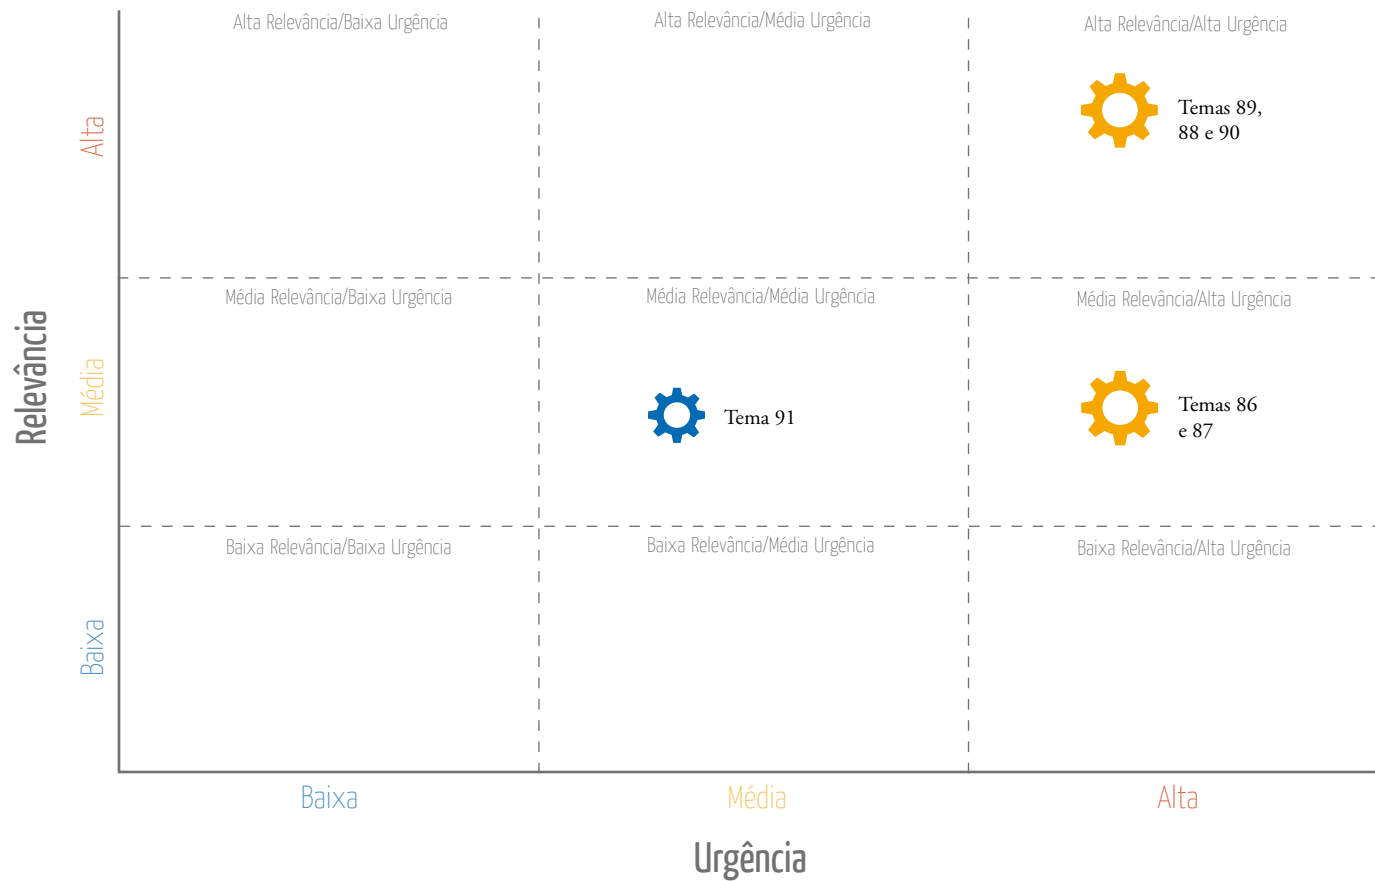 Alta Relevância/Baixa Urgência
Alta Relevância/Média Urgência
Alta Relevância/Alta Urgência
Temas 89,
88 e 90
Alta
Média Relevância/Baixa Urgência
Média Relevância/Média Urgência
Média Relevância/Alta Urgência
Relevância
Média
Tema 91
Temas 86
e 87
Baixa Relevância/Baixa Urgência
Baixa Relevância/Média Urgência
Baixa Relevância/Alta Urgência
Baixa
Baixa
Média
Alta
Urgência